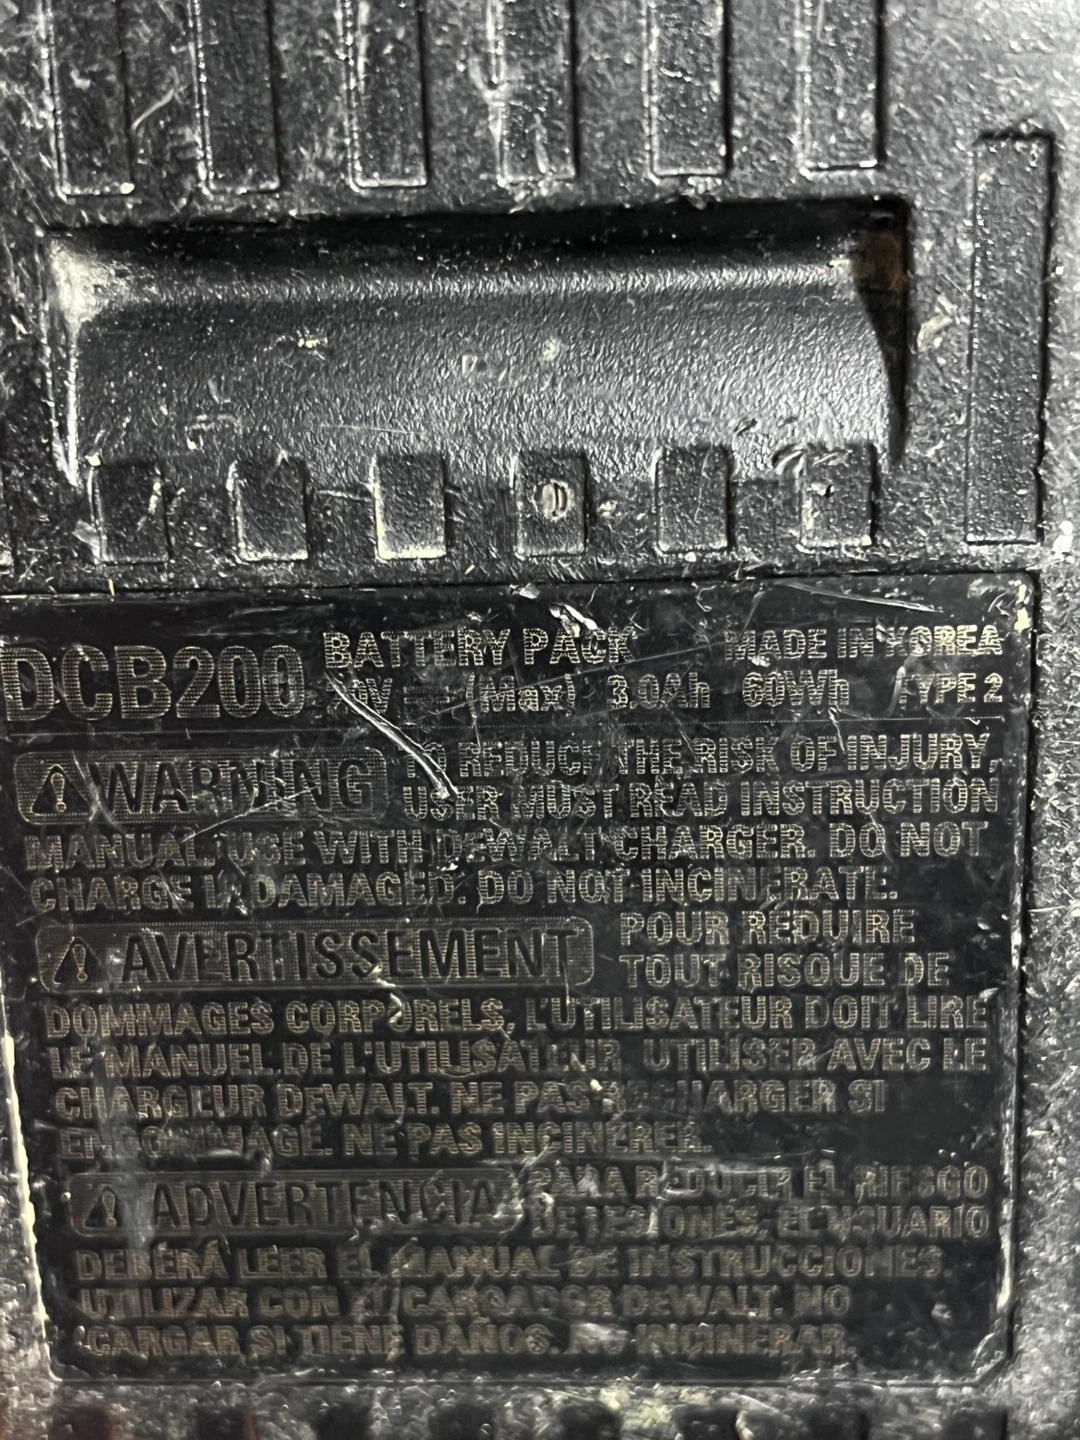 DCB200 BATTERY PACK MADE IN KOREA
(Max) 3.0Ah 60Wh TYPE 2
WARNING TO REDUCE THE RISK OF INJURY,
USER MUST READ INSTRUCTION
MANUAL. USE WITH DEWALT CHARGER. DO NOT
CHARGE IF DAMAGED. DO NOT INCINERATE.
AVERTISSEMENT POUR RÉDUIRE
TOUT RISQUE DE
DOMMAGES CORPORELS, L'UTILISATEUR DOIT LIRE
LE MANUEL DE L'UTILISATEUR. UTILISER AVEC LE
CHARGEUR DEWALT. NE PAS RECHARGER SI
ENDOMMAGÉ. NE PAS INCINÉRER.
ADVERTENCIA PARA REDUCIR EL RIESGO
DE LESIONES, EL USUARIO
DEBERÁ LEER EL MANUAL DE INSTRUCCIONES.
UTILIZAR CON EL CARGADOR DEWALT. NO
CARGAR SI TIENE DAÑOS. NO INCINERAR.